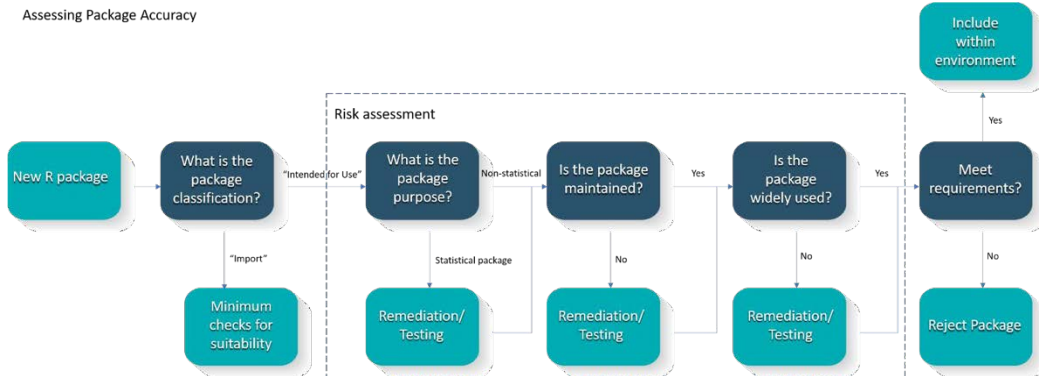 Assessing Package Accuracy
Include
within
environment
Yes
Risk assessment
New R package
What is the
package
classification?
“Intended for Use”
What is the
package
purpose?
Non-statistical
Is the package
maintained?
Yes
Is the
package
widely used?
Yes
Meet
requirements?
“Import”
Statistical package
No
No
No
Minimum
checks for
suitability
Remediation/
Testing
Remediation/
Testing
Remediation/
Testing
Reject Package